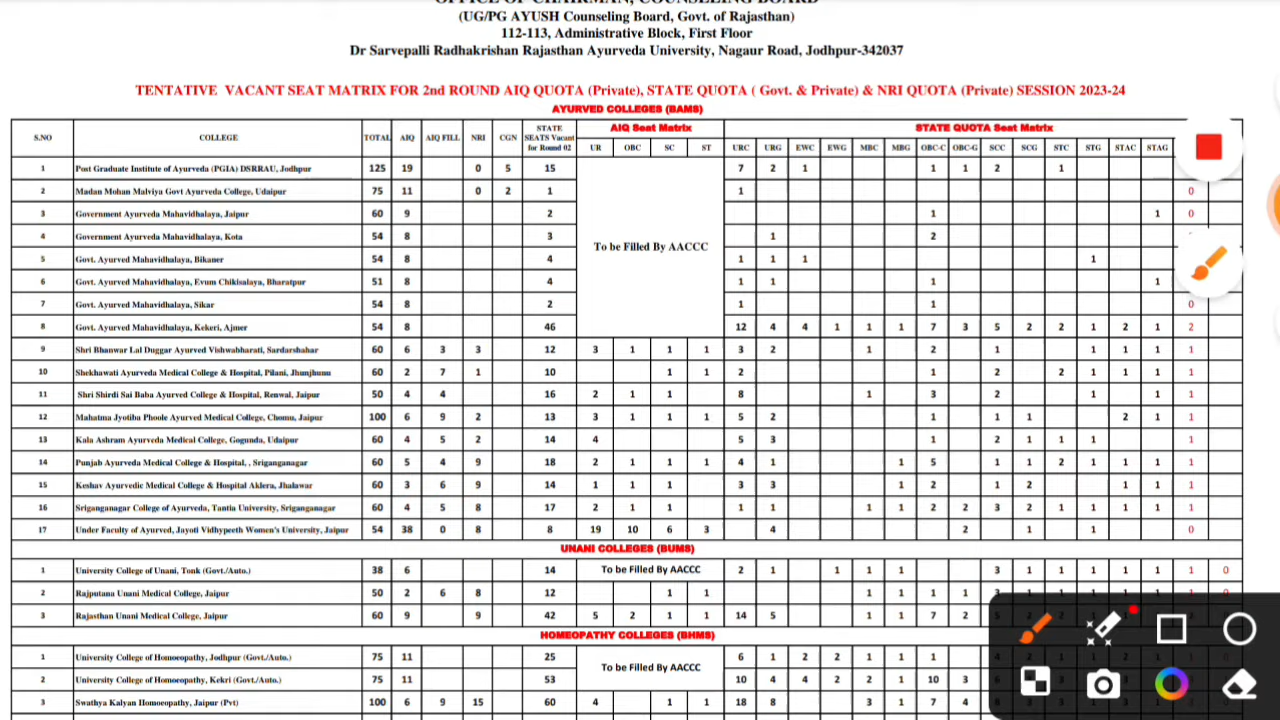 OFFICE OF CHAIRMAN, COUNSELING BOARD
(UG/PG AYUSH Counseling Board, Govt. of Rajasthan)
112-113, Administrative Block, First Floor
Dr Sarvepalli Radhakrishan Rajasthan Ayurveda University, Nagaur Road, Jodhpur-342037
TENTATIVE VACANT SEAT MATRIX FOR 2nd ROUND AIQ QUOTA (Private), STATE QUOTA ( Govt. & Private) & NRI QUOTA (Private) SESSION 2023-24
AYURVED COLLEGES (BAMS)
S.NO COLLEGE TOTAL AIQ AIQ FILL NRI CGN STATE SEATS Vacant for Round 02 AIQ Seat Matrix STATE QUOTA Seat Matrix
UR OBC SC ST URC URG EWC EWG MBC MBG OBC-C OBC-G SCC SCG STC STG STAC STAG
1 Post Graduate Institute of Ayurveda (PGIA) DSRRAU, Jodhpur 125 19 0 5 15 7 2 1 1 1 2 1
2 Madan Mohan Malviya Govt Ayurveda College, Udaipur 75 11 0 2 1 1 0
3 Government Ayurveda Mahavidhalaya, Jaipur 60 9 2 1 1 0
4 Government Ayurveda Mahavidhalaya, Kota 54 8 3 1 2
To be Filled By AACCC
5 Govt. Ayurved Mahavidhalaya, Bikaner 54 8 4 1 1 1 1
6 Govt. Ayurved Mahavidhalaya, Evum Chikisalaya, Bharatpur 51 8 4 1 1 1 1
7 Govt. Ayurved Mahavidhalaya, Sikar 54 8 2 1 1 0
8 Govt. Ayurved Mahavidhalaya, Kekeri, Ajmer 54 8 46 12 4 4 1 1 1 7 3 5 2 2 1 2 1 2
9 Shri Bhanwar Lal Duggar Ayurved Vishwabharati, Sardarshahar 60 6 3 3 12 3 1 1 1 3 2 1 2 1 1 1 1 1
10 Shekhawati Ayurveda Medical College & Hospital, Pilani, Jhunjhunu 60 2 7 1 10 1 1 2 1 2 2 1 1 1 1
11 Shri Shirdi Sai Baba Ayurved College & Hospital, Renwal, Jaipur 50 4 4 16 2 1 1 8 1 3 2 1 1 1
12 Mahatma Jyotiba Phoole Ayurved Medical College, Chomu, Jaipur 100 6 9 2 13 3 1 1 1 5 2 1 1 1 2 1 1
13 Kala Ashram Ayurveda Medical College, Gogunda, Udaipur 60 4 5 2 14 4 5 3 1 2 1 1 1 1
14 Punjab Ayurveda Medical College & Hospital, , Sriganganagar 60 5 4 9 18 2 1 1 1 4 1 1 5 1 1 2 1 1 1 1
15 Keshav Ayurvedic Medical College & Hospital Aklera, Jhalawar 60 3 6 9 14 1 1 1 3 3 1 2 1 2 1 1 1
16 Sriganganagar College of Ayurveda, Tantia University, Sriganganagar 60 4 5 8 17 2 1 1 1 1 1 1 2 2 3 2 1 1 1 1 1
17 Under Faculty of Ayurved, Jayoti Vidhypeeth Women's University, Jaipur 54 38 0 8 8 19 10 6 3 4 2 1 1 0
UNANI COLLEGES (BUMS)
1 University College of Unani, Tonk (Govt./Auto.) 38 6 14 To be Filled By AACCC 2 1 1 1 1 3 1 1 1 1 1 1 0
2 Rajputana Unani Medical College, Jaipur 50 2 6 8 12 1 1 1 1 1 1
3 Rajasthan Unani Medical College, Jaipur 60 9 9 42 5 2 1 1 14 5 1 1 7 2
HOMEOPATHY COLLEGES (BHMS)
1 University College of Homoeopathy, Jodhpur (Govt./Auto.) 75 11 25 6 1 2 2 1 1 1
To be Filled By AACCC
2 University College of Homoeopathy, Kekri (Govt./Auto.) 75 11 53 10 4 4 2 2 1 10 3
3 Swathya Kalyan Homoeopathy, Jaipur (Pvt) 100 6 9 15 60 4 1 1 18 8 3 1 7 4